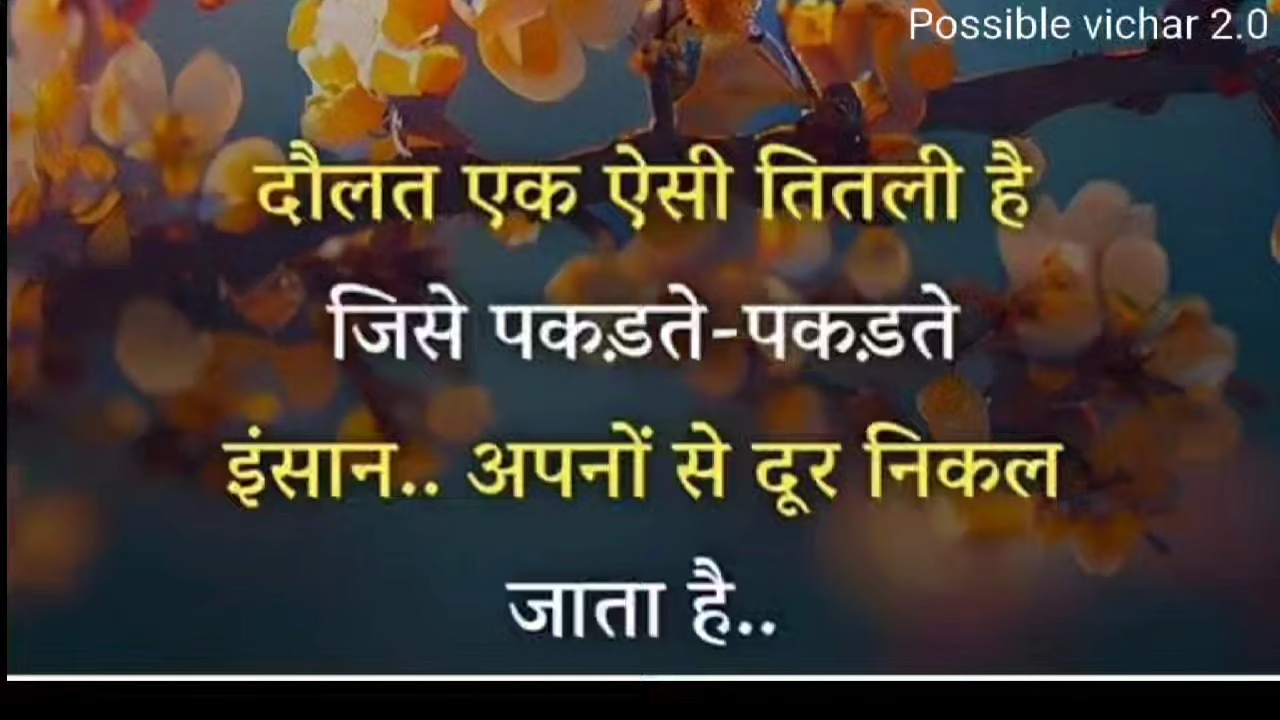 Possible vichar 2.0
दौलत एक ऐसी तितली है
जिसे पकड़ते-पकड़ते
इंसान.. अपनों से दूर निकल
जाता है..